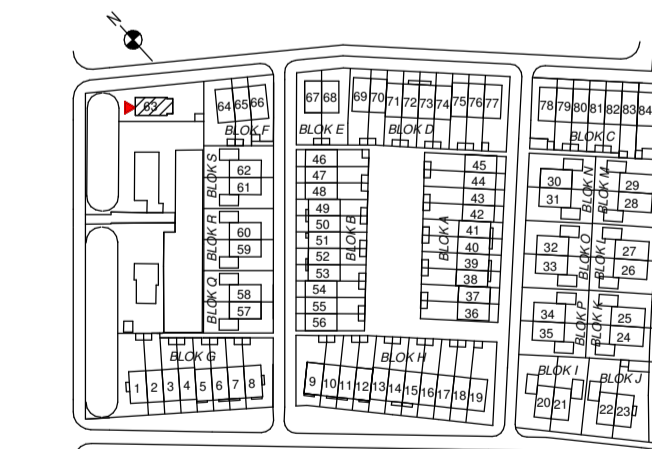 N
63
64 65 66
BLOK F
67 68
BLOK E
69 70 71 72 73 74 75 76 77
BLOK D
78 79 80 81 82 83 84
BLOK C
BLOK S
62
61
BLOK R
60
59
BLOK Q
58
57
46
47
48
49
50
51
52
53
54
55
56
BLOK B
45
44
43
42
41
40
39
38
37
36
BLOK A
30
31
BLOK N
BLOK M
29
28
32
33
BLOK O
BLOK L
27
26
34
35
BLOK P
BLOK K
25
24
BLOK G
1 2 3 4 5 6 7 8
BLOK H
9 10 11 12 13 14 15 16 17 18 19
BLOK I
20 21
BLOK J
22 23